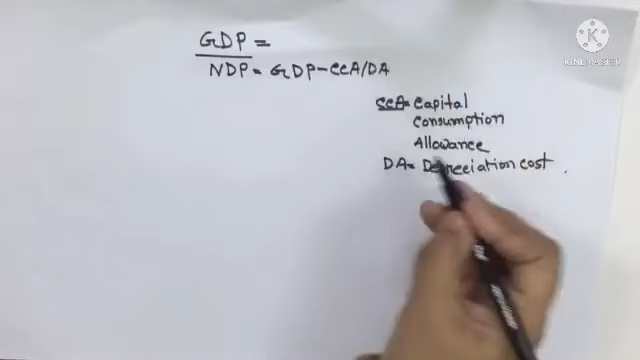 GDP =
NDP = GDP-CCA/DA
CCA = Capital
Consumption
Allowance
DA = Depreciation cost.
KINEMASTER